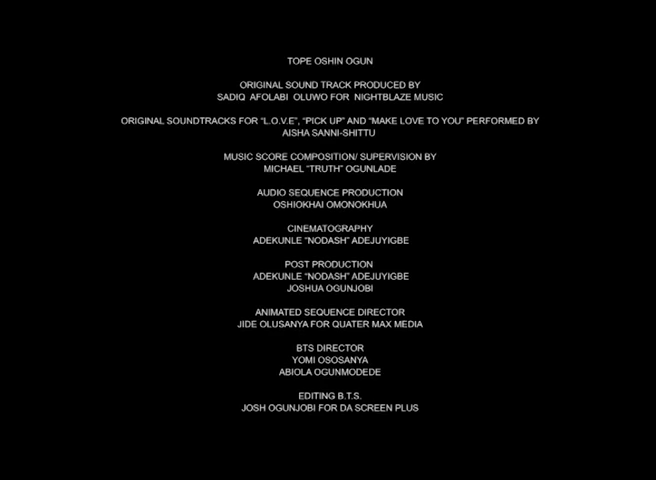 TOPE OSHIN OGUN
ORIGINAL SOUND TRACK PRODUCED BY
SADIQ AFOLABI OLUWO FOR NIGHTBLAZE MUSIC
ORIGINAL SOUNDTRACKS FOR "L.O.V.E", "PICK UP" AND "MAKE LOVE TO YOU" PERFORMED BY
AISHA SANNI-SHITTU
MUSIC SCORE COMPOSITION/ SUPERVISION BY
MICHAEL "TRUTH" OGUNLADE
AUDIO SEQUENCE PRODUCTION
OSHIOKHAI OMONOKHUA
CINEMATOGRAPHY
ADEKUNLE "NODASH" ADEJUYIGBE
POST PRODUCTION
ADEKUNLE "NODASH" ADEJUYIGBE
JOSHUA OGUNJOBI
ANIMATED SEQUENCE DIRECTOR
JIDE OLUSANYA FOR QUATER MAX MEDIA
BTS DIRECTOR
YOMI OSOSANYA
ABIOLA OGUNMODEDE
EDITING B.T.S.
JOSH OGUNJOBI FOR DA SCREEN PLUS